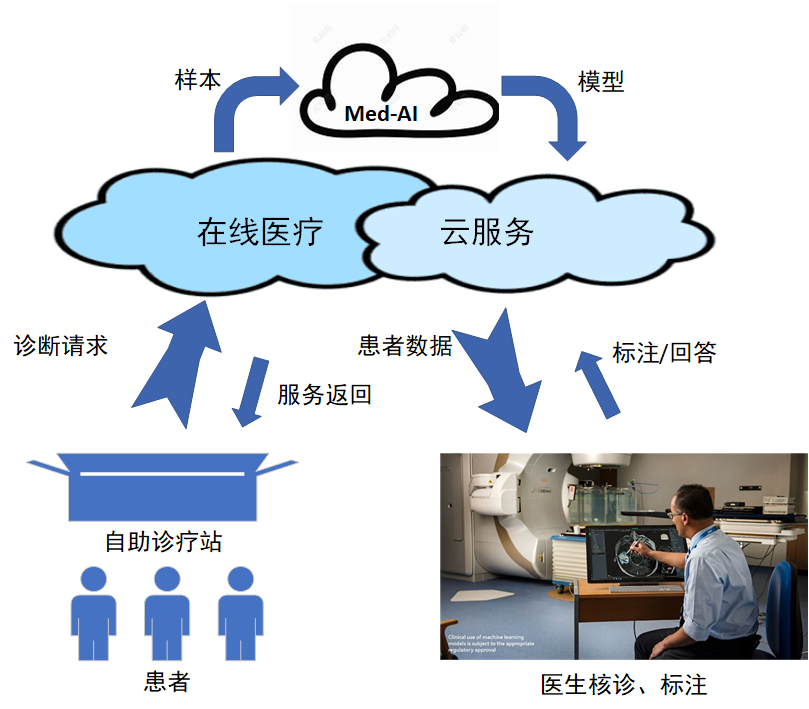 样本
Med-AI
模型
在线医疗
云服务
诊断请求
服务返回
患者数据
标注/回答
自助诊疗站
患者
Clinical use of machine learning
models is subject to the appropriate
regulatory approval
医生核诊、标注